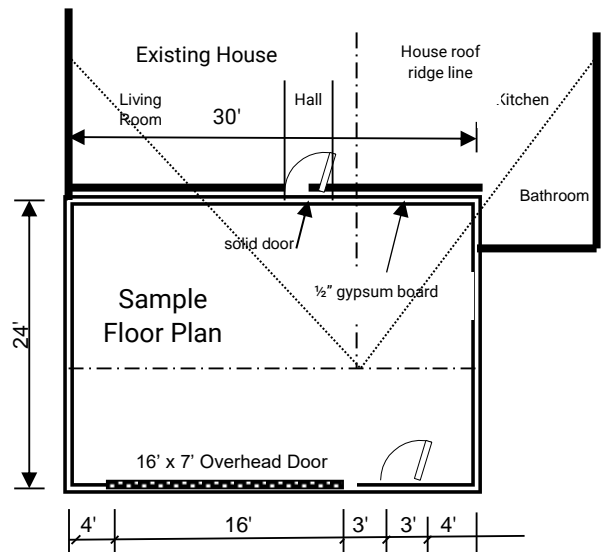 Existing House
House roof
ridge line
Living
Room
Hall
Kitchen
30'
Bathroom
solid door
½” gypsum board
Sample
Floor Plan
24'
16’ x 7’ Overhead Door
4'
16'
3'
3'
4'